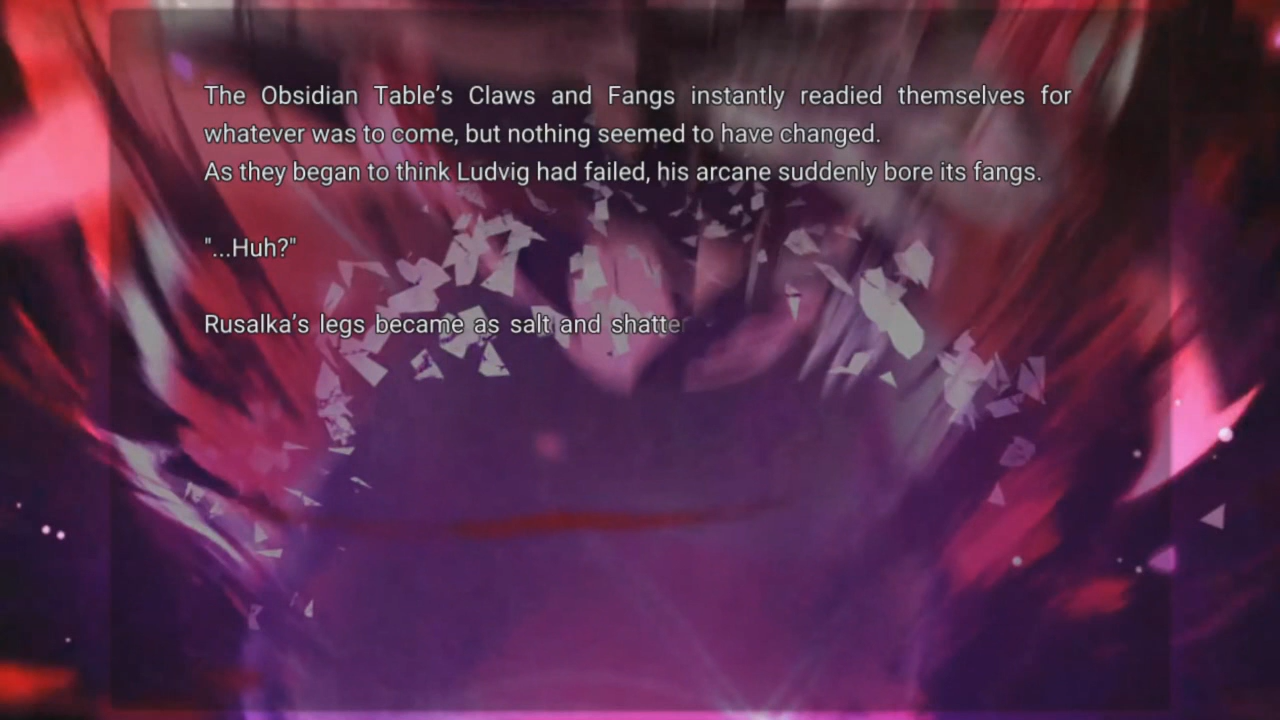 The Obsidian Table’s Claws and Fangs instantly readied themselves for
whatever was to come, but nothing seemed to have changed.
As they began to think Ludvig had failed, his arcane suddenly bore its fangs.
"...Huh?"
Rusalka’s legs became as salt and shatter